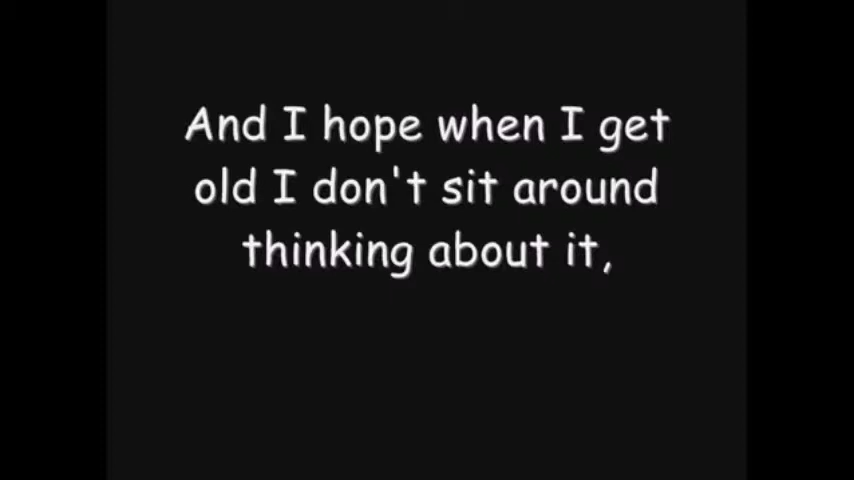 And I hope when I get
old I don't sit around
thinking about it,